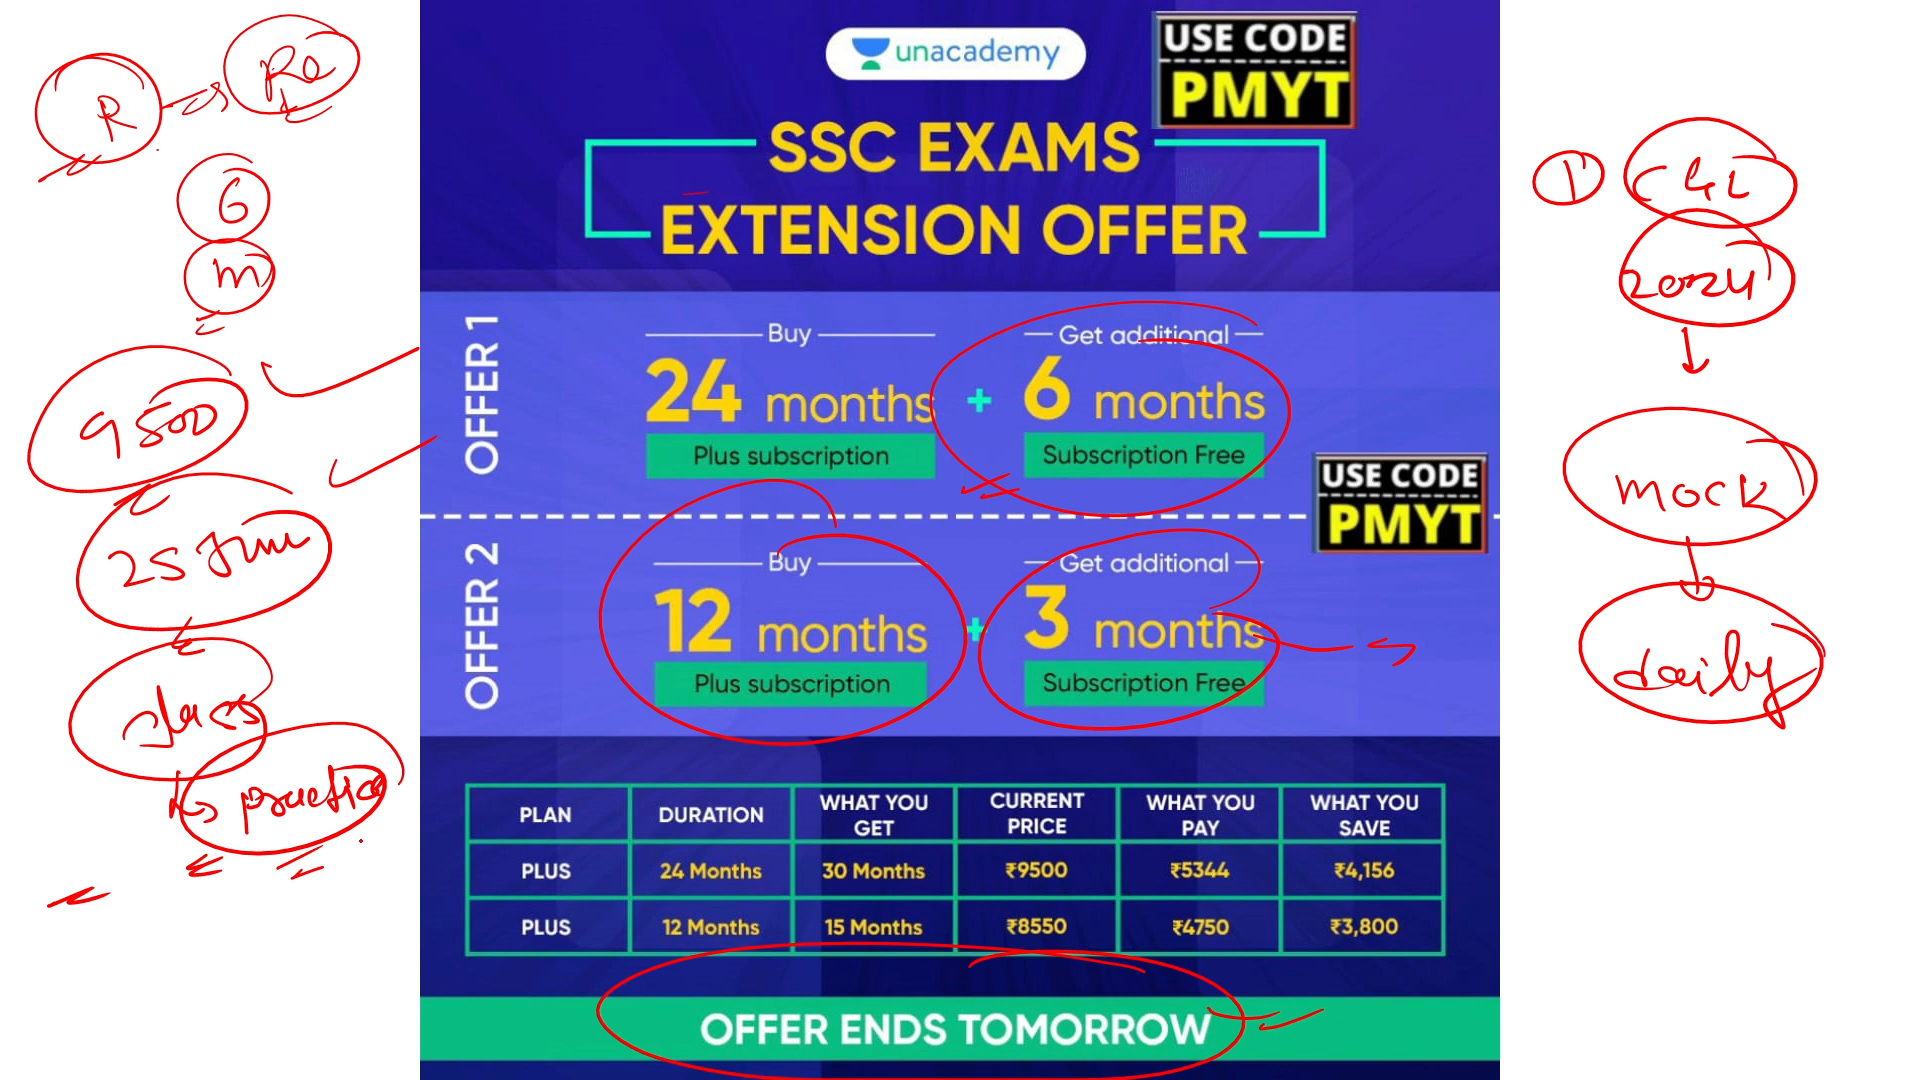 R
Re
G
m
9500
25 June
class
practice
unacademy
USE CODE
PMYT
SSC EXAMS
EXTENSION OFFER
OFFER 1
Buy
24 months
Plus subscription
+
Get additional
6 months
Subscription Free
USE CODE
PMYT
OFFER 2
Buy
12 months
Plus subscription
+
Get additional
3 months
Subscription Free
PLAN DURATION WHAT YOU GET CURRENT PRICE WHAT YOU PAY WHAT YOU SAVE
PLUS 24 Months 30 Months ₹9500 ₹5344 ₹4,156
PLUS 12 Months 15 Months ₹8550 ₹4750 ₹3,800
OFFER ENDS TOMORROW
1 CGL
2024
mock
daily